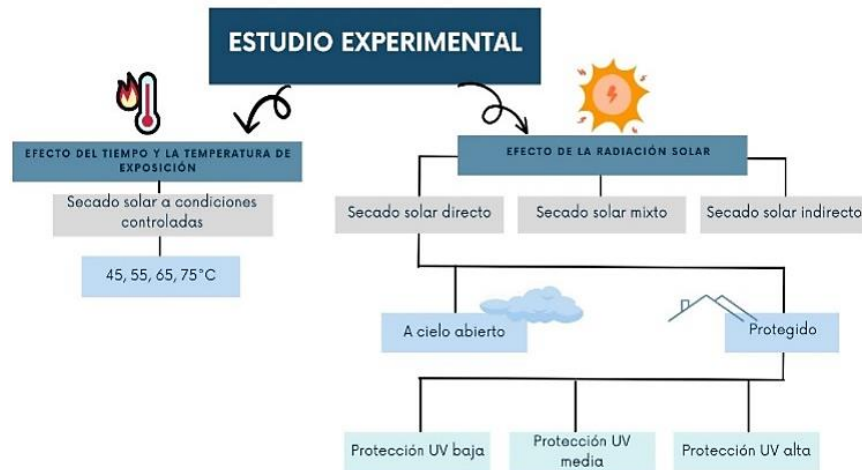 ESTUDIO EXPERIMENTAL
EFECTO DEL TIEMPO Y LA TEMPERATURA DE
EXPOSICIÓN
EFECTO DE LA RADIACIÓN SOLAR
Secado solar a condiciones
controladas
Secado solar directo
Secado solar mixto
Secado solar indirecto
45, 55, 65, 75°C
A cielo abierto
Protegido
Protección UV baja
Protección UV
media
Protección UV alta